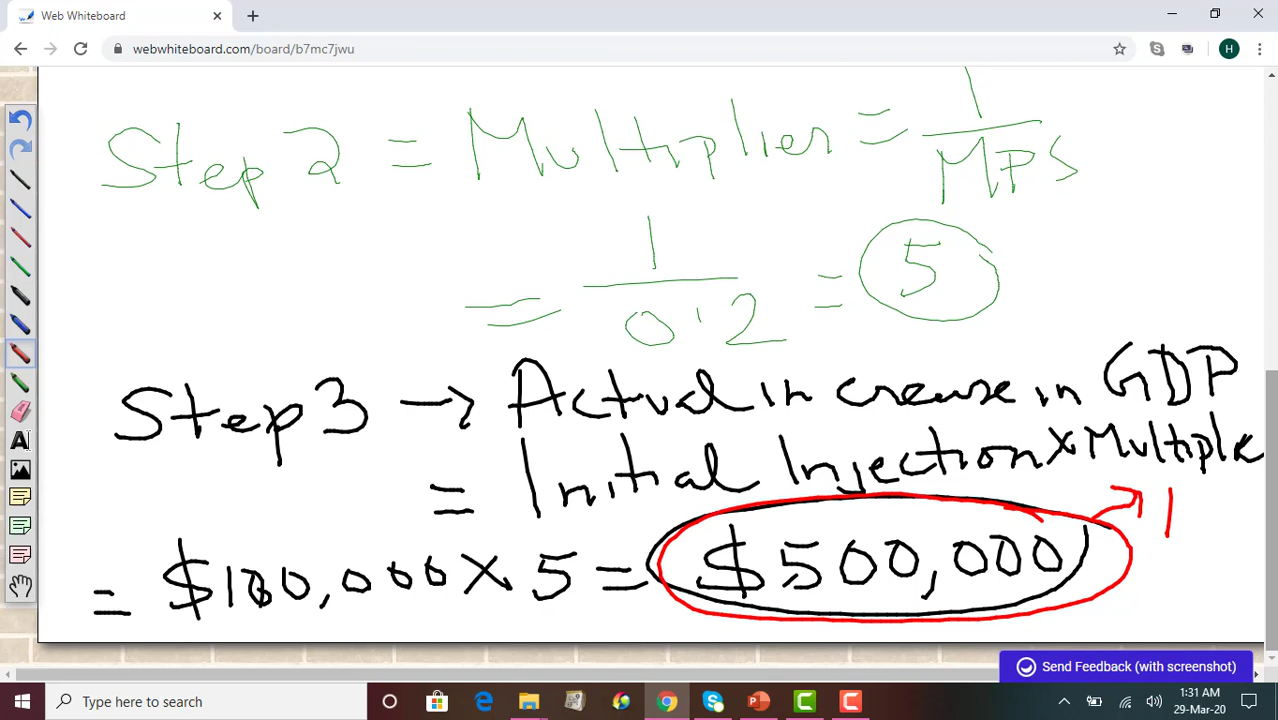 Web Whiteboard
webwhiteboard.com/board/b7mc7jwu
H
Step 2 = Multiplier = 1/MPS
= 1/0.2 = 5
Step 3 → Actual increase in GDP
= Initial Injection X Multiple
= $100,000 X 5 = $500,000 → 1
A
Send Feedback (with screenshot)
Type here to search
1:31 AM
29-Mar-20